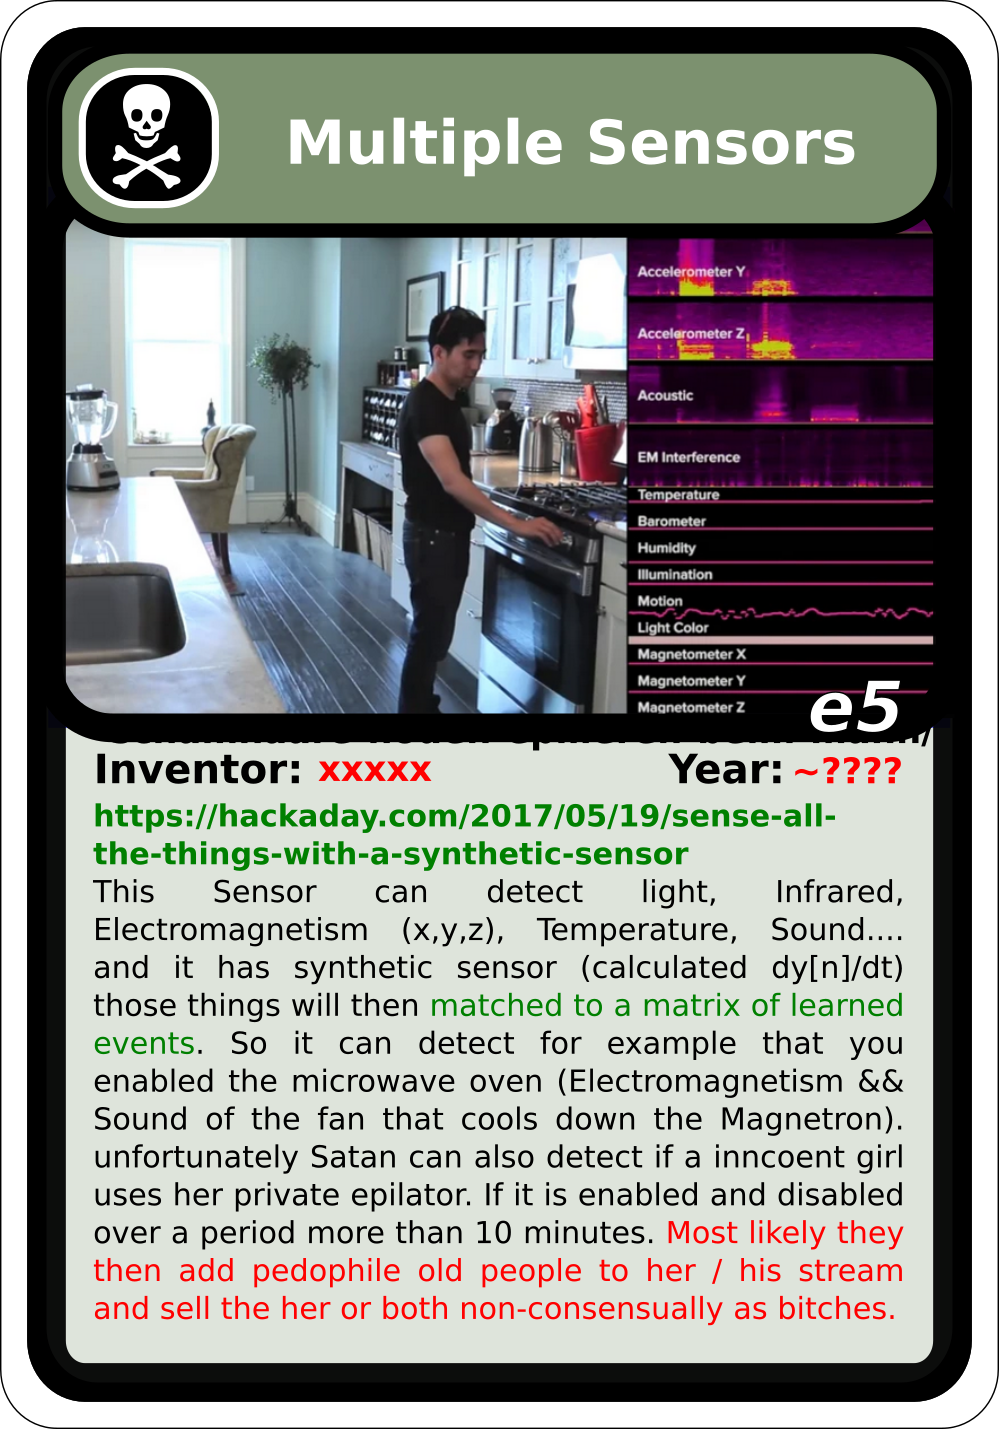 Multiple Sensors
Accelerometer Y
Accelerometer Z
Acoustic
EM Interference
Temperature
Barometer
Humidity
Illumination
Motion
Light Color
Magnetometer X
Magnetometer Y
Magnetometer Z
e5
Inventor: xxxxx Year: ~????
https://hackaday.com/2017/05/19/sense-all-
the-things-with-a-synthetic-sensor
This Sensor can detect light, Infrared,
Electromagnetism (x,y,z), Temperature, Sound....
and it has synthetic sensor (calculated dy[n]/dt)
those things will then matched to a matrix of learned
events. So it can detect for example that you
enabled the microwave oven (Electromagnetism &&
Sound of the fan that cools down the Magnetron).
unfortunately Satan can also detect if a inncoent girl
uses her private epilator. If it is enabled and disabled
over a period more than 10 minutes. Most likely they
then add pedophile old people to her / his stream
and sell the her or both non-consensually as bitches.